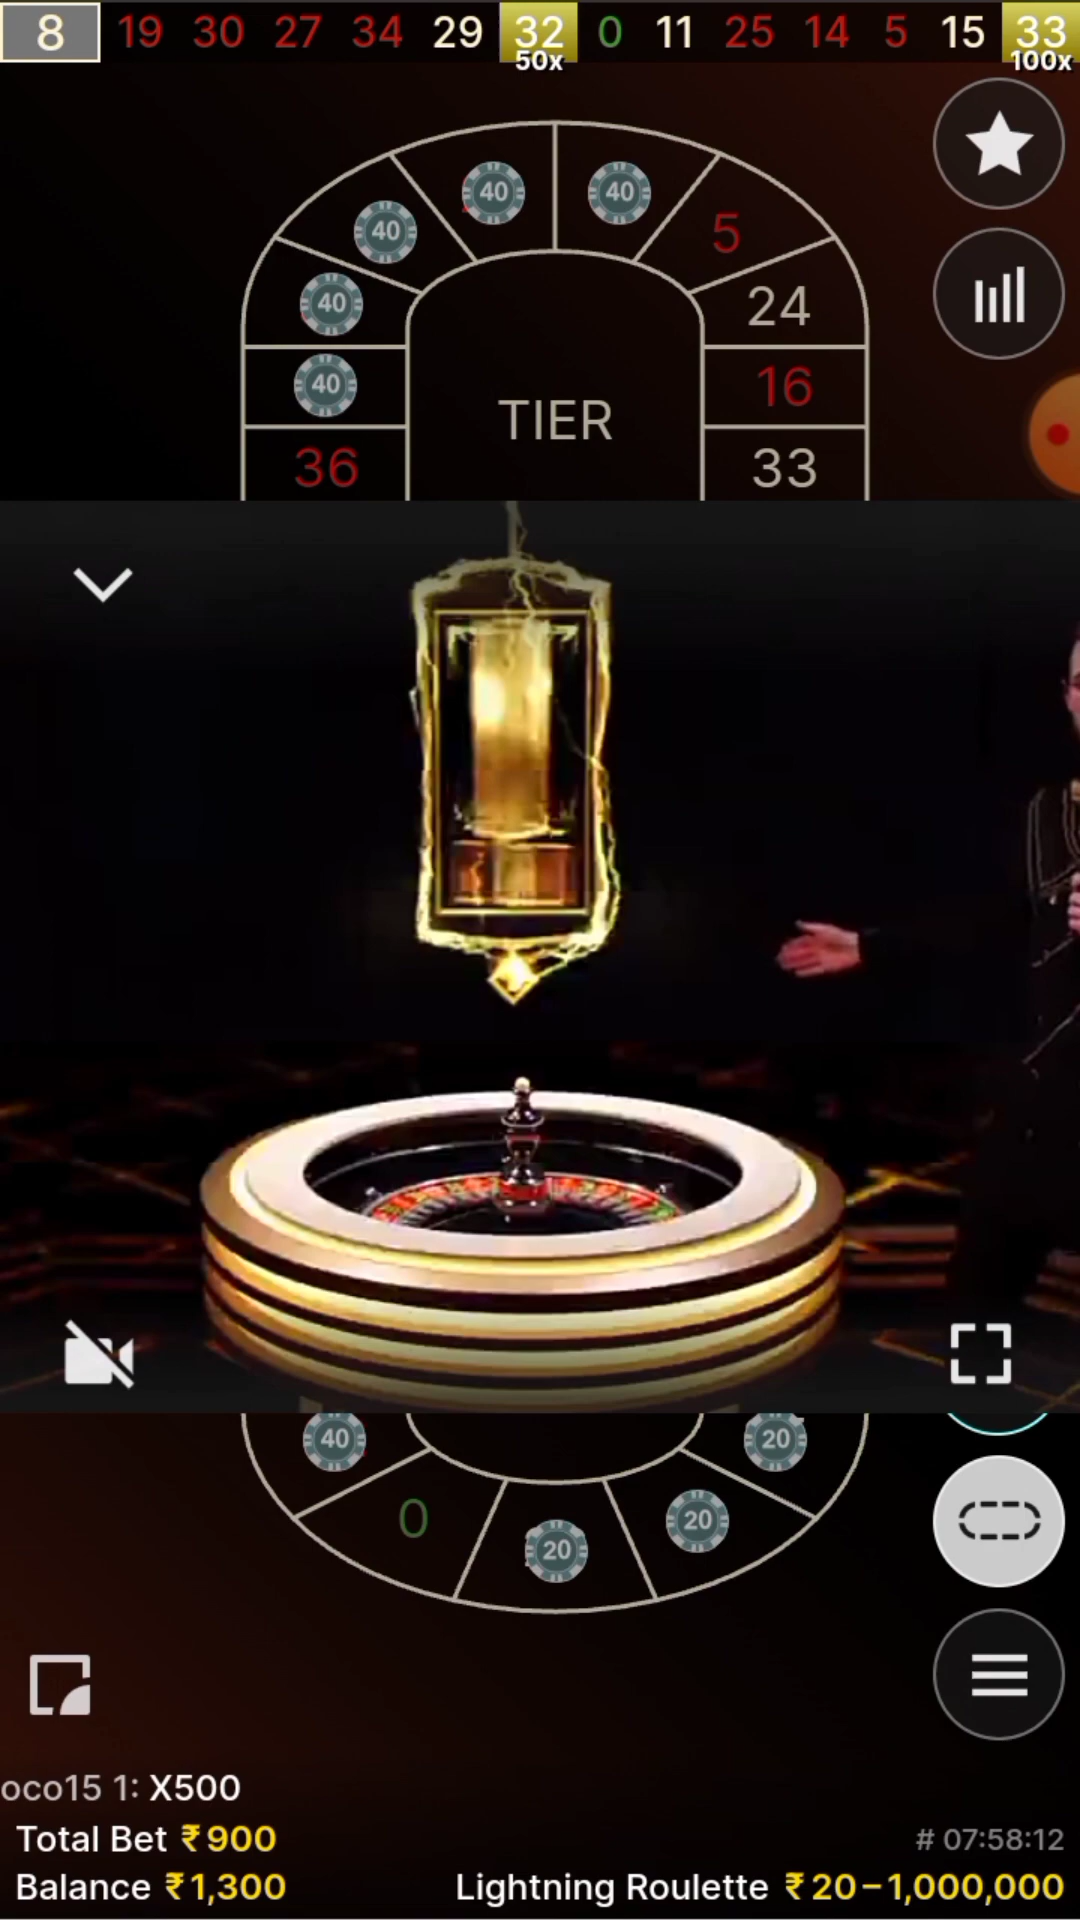 8 19 30 27 34 29 32 0 11 25 14 5 15 33
50x 100x
40 40
40 5
40 24
40 TIER 16
36 33
40 20
0 20
20
oco15 1: X500
Total Bet ₹900 # 07:58:12
Balance ₹1,300 Lightning Roulette ₹20–1,000,000